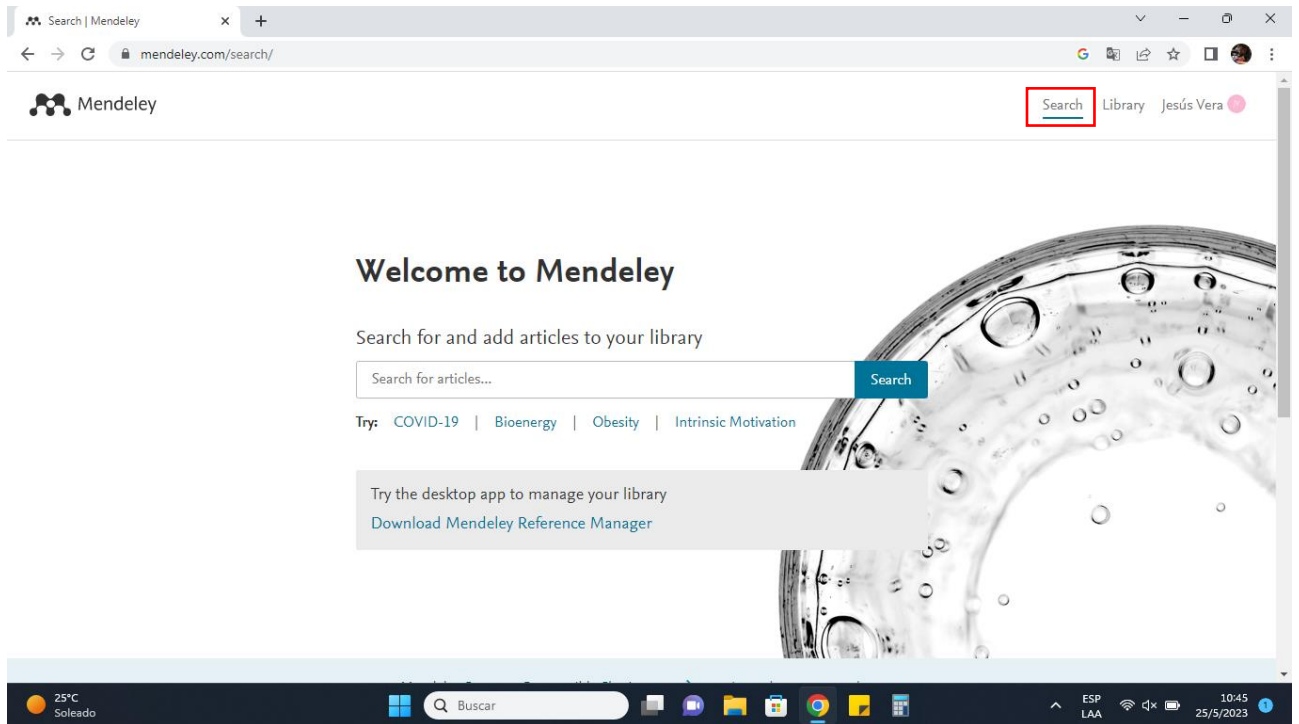 Search | Mendeley
mendeley.com/search/
Mendeley
Search Library Jesús Vera
Welcome to Mendeley
Search for and add articles to your library
Search for articles... Search
Try: COVID-19 | Bioenergy | Obesity | Intrinsic Motivation
Try the desktop app to manage your library
Download Mendeley Reference Manager
25°C
Soleado
Buscar
ESP
LAA
10:45
25/5/2023
1